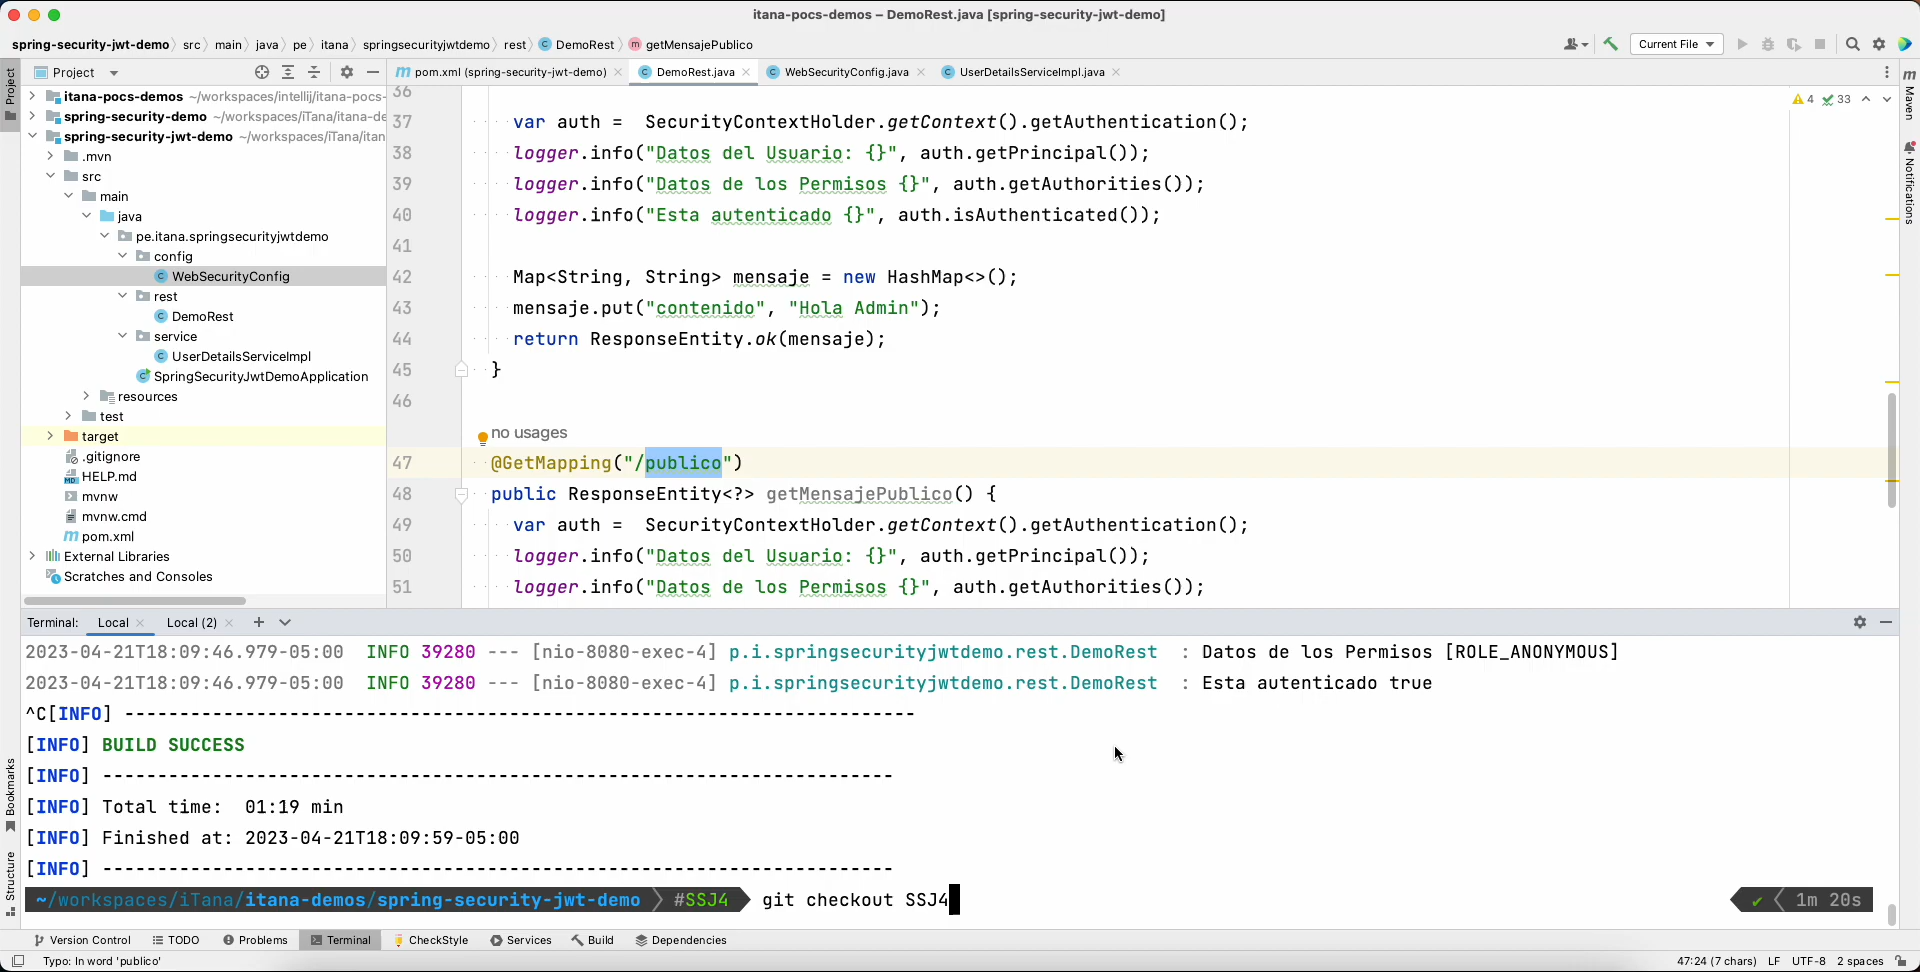 itana-pocs-demos – DemoRest.java [spring-security-jwt-demo]
spring-security-jwt-demo src main java pe itana springsecurityjwtdemo rest C DemoRest m getMensajePublico
Current File
Project
pom.xml (spring-security-jwt-demo)
DemoRest.java
WebSecurityConfig.java
UserDetailsServiceImpl.java
Project
Maven
Notifications
Bookmarks
Structure
itana-pocs-demos ~/workspaces/intellij/itana-pocs-
spring-security-demo ~/workspaces/iTana/itana-de
spring-security-jwt-demo ~/workspaces/iTana/itan
.mvn
src
main
java
pe.itana.springsecurityjwtdemo
config
WebSecurityConfig
rest
DemoRest
service
UserDetailsServiceImpl
SpringSecurityJwtDemoApplication
resources
test
target
.gitignore
HELP.md
mvnw
mvnw.cmd
pom.xml
External Libraries
Scratches and Consoles
4 33
36
37 var auth = SecurityContextHolder.getContext().getAuthentication();
38 logger.info("Datos del Usuario: {}", auth.getPrincipal());
39 logger.info("Datos de los Permisos {}", auth.getAuthorities());
40 logger.info("Esta autenticado {}", auth.isAuthenticated());
41
42 Map<String, String> mensaje = new HashMap<>();
43 mensaje.put("contenido", "Hola Admin");
44 return ResponseEntity.ok(mensaje);
45 }
46
no usages
47 @GetMapping("/publico")
48 public ResponseEntity<?> getMensajePublico() {
49 var auth = SecurityContextHolder.getContext().getAuthentication();
50 logger.info("Datos del Usuario: {}", auth.getPrincipal());
51 logger.info("Datos de los Permisos {}", auth.getAuthorities());
Terminal: Local Local (2)
2023-04-21T18:09:46.979-05:00 INFO 39280 --- [nio-8080-exec-4] p.i.springsecurityjwtdemo.rest.DemoRest : Datos de los Permisos [ROLE_ANONYMOUS]
2023-04-21T18:09:46.979-05:00 INFO 39280 --- [nio-8080-exec-4] p.i.springsecurityjwtdemo.rest.DemoRest : Esta autenticado true
^C[INFO] ------------------------------------------------------------------------
[INFO] BUILD SUCCESS
[INFO] ------------------------------------------------------------------------
[INFO] Total time: 01:19 min
[INFO] Finished at: 2023-04-21T18:09:59-05:00
[INFO] ------------------------------------------------------------------------
~/workspaces/iTana/itana-demos/spring-security-jwt-demo #SSJ4 git checkout SSJ4 ✔ 1m 20s
Version Control TODO Problems Terminal CheckStyle Services Build Dependencies
Typo: In word 'publico' 47:24 (7 chars) LF UTF-8 2 spaces